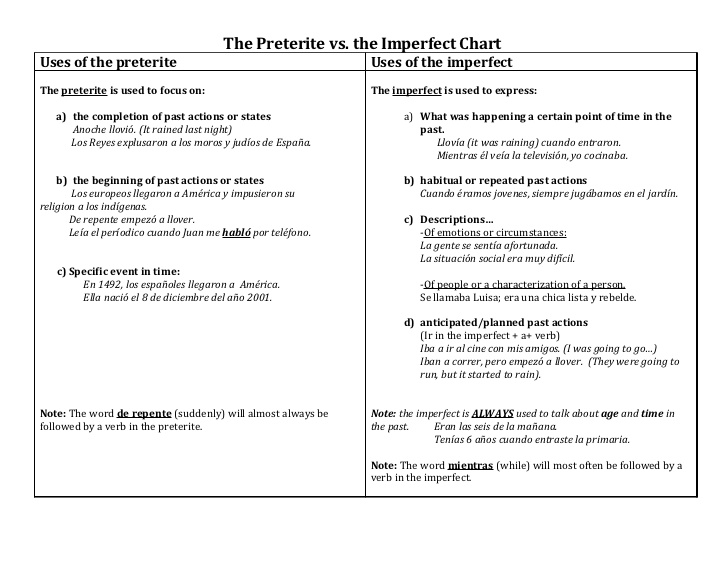 The Preterite vs. the Imperfect Chart
Uses of the preterite
The preterite is used to focus on:
a) the completion of past actions or states
Anoche llovió. (It rained last night)
Los Reyes explusaron a los moros y judíos de España.
b) the beginning of past actions or states
Los europeos llegaron a América y impusieron su
religion a los indígenas.
De repente empezó a llover.
Leía el períodico cuando Juan me habló por teléfono.
c) Specific event in time:
En 1492, los españoles llegaron a América.
Ella nació el 8 de diciembre del año 2001.
Note: The word de repente (suddenly) will almost always be
followed by a verb in the preterite.
Uses of the imperfect
The imperfect is used to express:
a) What was happening a certain point of time in the
past.
Llovía (it was raining) cuando entraron.
Mientras él veía la televisión, yo cocinaba.
b) habitual or repeated past actions
Cuando éramos jovenes, siempre jugábamos en el jardín.
c) Descriptions...
-Of emotions or circumstances:
La gente se sentía afortunada.
La situación social era muy difícil.
-Of people or a characterization of a person.
Se llamaba Luisa; era una chica lista y rebelde.
d) anticipated/planned past actions
(Ir in the imperfect + a+ verb)
Iba a ir al cine con mis amigos. (I was going to go...)
Iban a correr, pero empezó a llover. (They were going to
run, but it started to rain).
Note: the imperfect is ALWAYS used to talk about age and time in
the past. Eran las seis de la mañana.
Tenías 6 años cuando entraste la primaria.
Note: The word mientras (while) will most often be followed by a
verb in the imperfect.